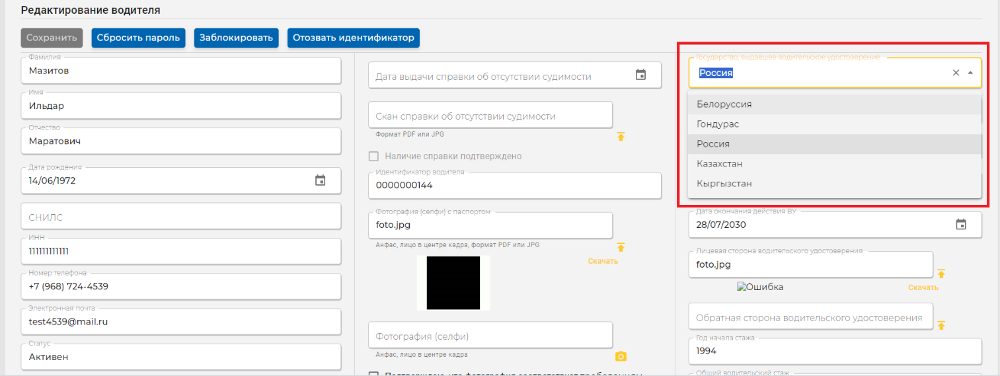 Редактирование водителя
Сохранить
Сбросить пароль
Заблокировать
Отозвать идентификатор
Фамилия
Мазитов
Имя
Ильдар
Отчество
Маратович
Дата рождения
14/06/1972
СНИЛС
ИНН
111111111111
Номер телефона
+7 (968) 724-4539
Электронная почта
test4539@mail.ru
Статус
Активен
Дата выдачи справки об отсутствии судимости
Скан справки об отсутствии судимости
Формат PDF или JPG
Наличие справки подтверждено
Идентификатор водителя
0000000144
Фотография (селфи) с паспортом
foto.jpg
Анфас, лицо в центре кадра, формат PDF или JPG
Скачать
Фотография (селфи)
Анфас, лицо в центре кадра
Подтверждаю, что фотография соответствует требованиям
Государство, выдавшее водительское удостоверение
Россия
Белоруссия
Гондурас
Россия
Казахстан
Кыргызстан
Дата окончания действия ВУ
28/07/2030
Лицевая сторона водительского удостоверения
foto.jpg
Ошибка
Скачать
Обратная сторона водительского удостоверения
Год начала стажа
1994
Общий водительский стаж